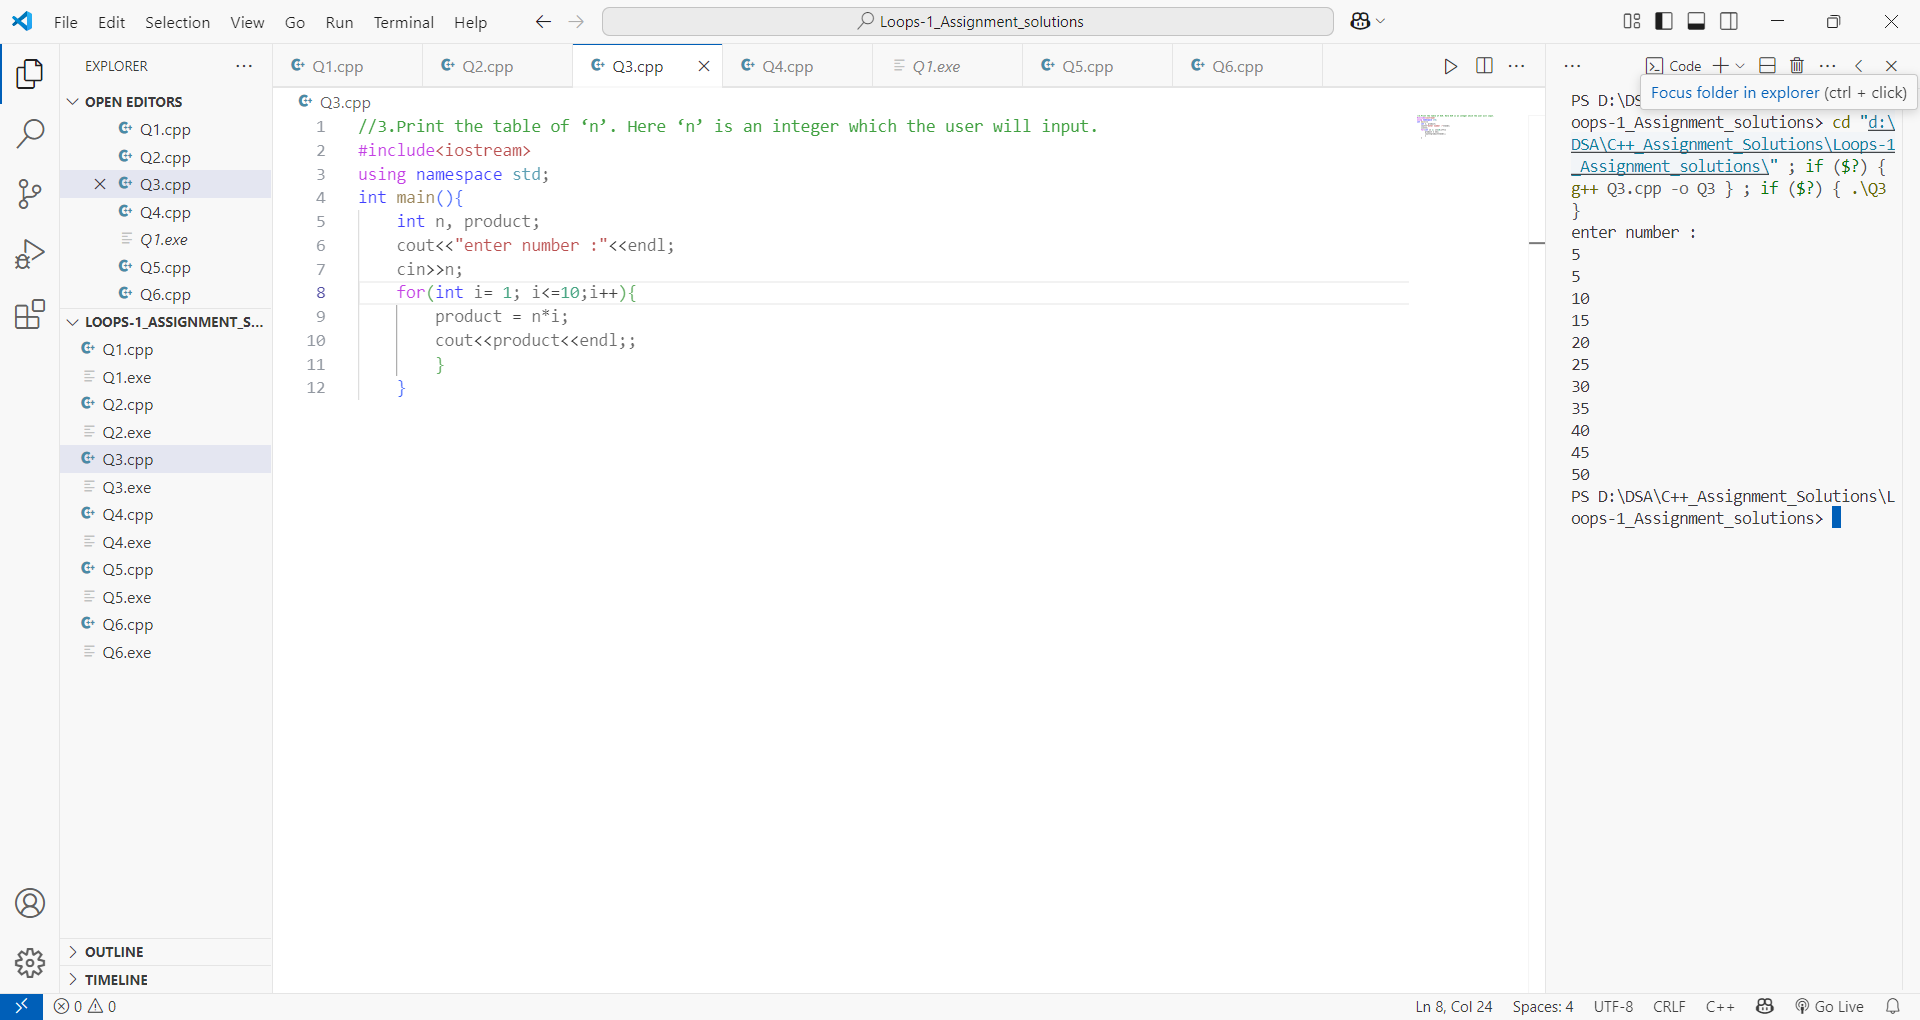 File Edit Selection View Go Run Terminal Help
Loops-1_Assignment_solutions
EXPLORER
OPEN EDITORS
Q1.cpp
Q2.cpp
Q3.cpp
Q4.cpp
Q1.exe
Q5.cpp
Q6.cpp
LOOPS-1_ASSIGNMENT_S...
Q1.cpp
Q1.exe
Q2.cpp
Q2.exe
Q3.cpp
Q3.exe
Q4.cpp
Q4.exe
Q5.cpp
Q5.exe
Q6.cpp
Q6.exe
OUTLINE
TIMELINE
Q1.cpp Q2.cpp Q3.cpp Q4.cpp Q1.exe Q5.cpp Q6.cpp
Q3.cpp
1 //3.Print the table of ‘n’. Here ‘n’ is an integer which the user will input.
2 #include<iostream>
3 using namespace std;
4 int main(){
5 int n, product;
6 cout<<"enter number :"<<endl;
7 cin>>n;
8 for(int i= 1; i<=10;i++){
9 product = n*i;
10 cout<<product<<endl;;
11 }
12 }
Code
Focus folder in explorer (ctrl + click)
PS D:\DS
oops-1_Assignment_solutions> cd "d:\
DSA\C++_Assignment_Solutions\Loops-1
_Assignment_solutions\" ; if ($?) {
g++ Q3.cpp -o Q3 } ; if ($?) { .\Q3
}
enter number :
5
5
10
15
20
25
30
35
40
45
50
PS D:\DSA\C++_Assignment_Solutions\L
oops-1_Assignment_solutions>
0 0
Ln 8, Col 24 Spaces: 4 UTF-8 CRLF C++ Go Live